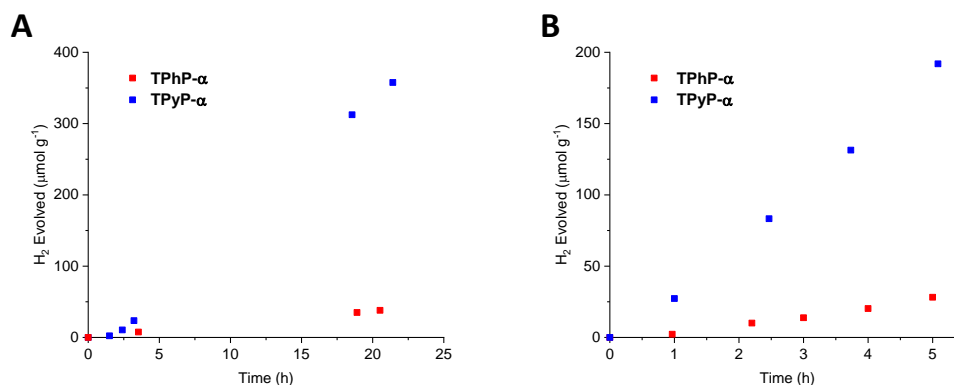 A
H₂ Evolved (μmol g⁻¹)
400
300
200
100
0
TPhP-α
TPyP-α
0 5 10 15 20 25
Time (h)
B
H₂ Evolved (μmol g⁻¹)
200
150
100
50
0
TPhP-α
TPyP-α
0 1 2 3 4 5
Time (h)